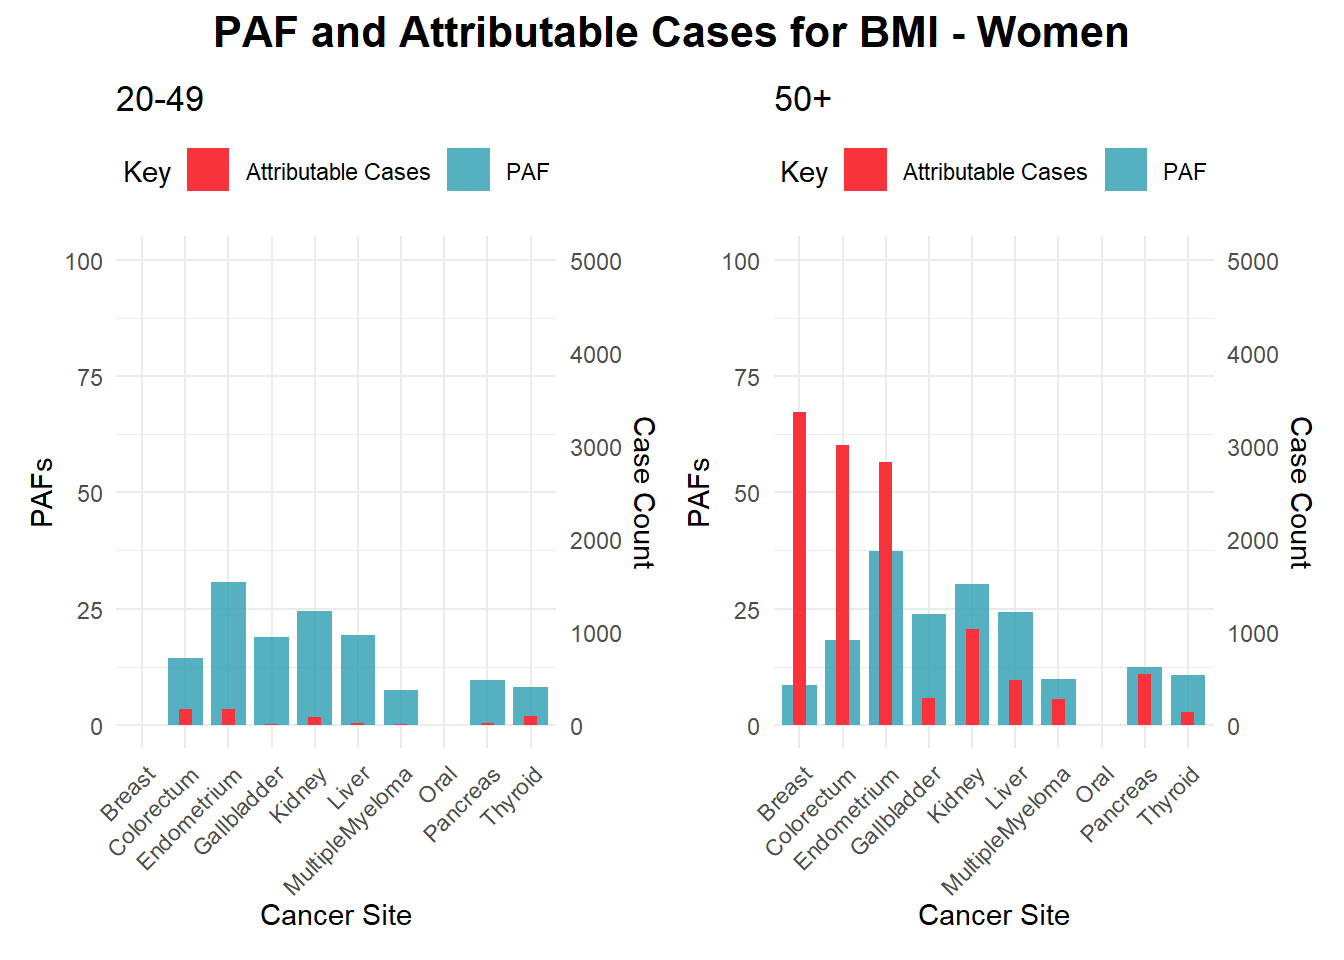 PAF and Attributable Cases for BMI - Women
20-49
Key Attributable Cases PAF
100
75
50
25
0
PAFs
5000
4000
3000
2000
1000
0
Case Count
Breast
Colorectum
Endometrium
Gallbladder
Kidney
Liver
MultipleMyeloma
Oral
Pancreas
Thyroid
Cancer Site
50+
Key Attributable Cases PAF
100
75
50
25
0
PAFs
5000
4000
3000
2000
1000
0
Case Count
Breast
Colorectum
Endometrium
Gallbladder
Kidney
Liver
MultipleMyeloma
Oral
Pancreas
Thyroid
Cancer Site